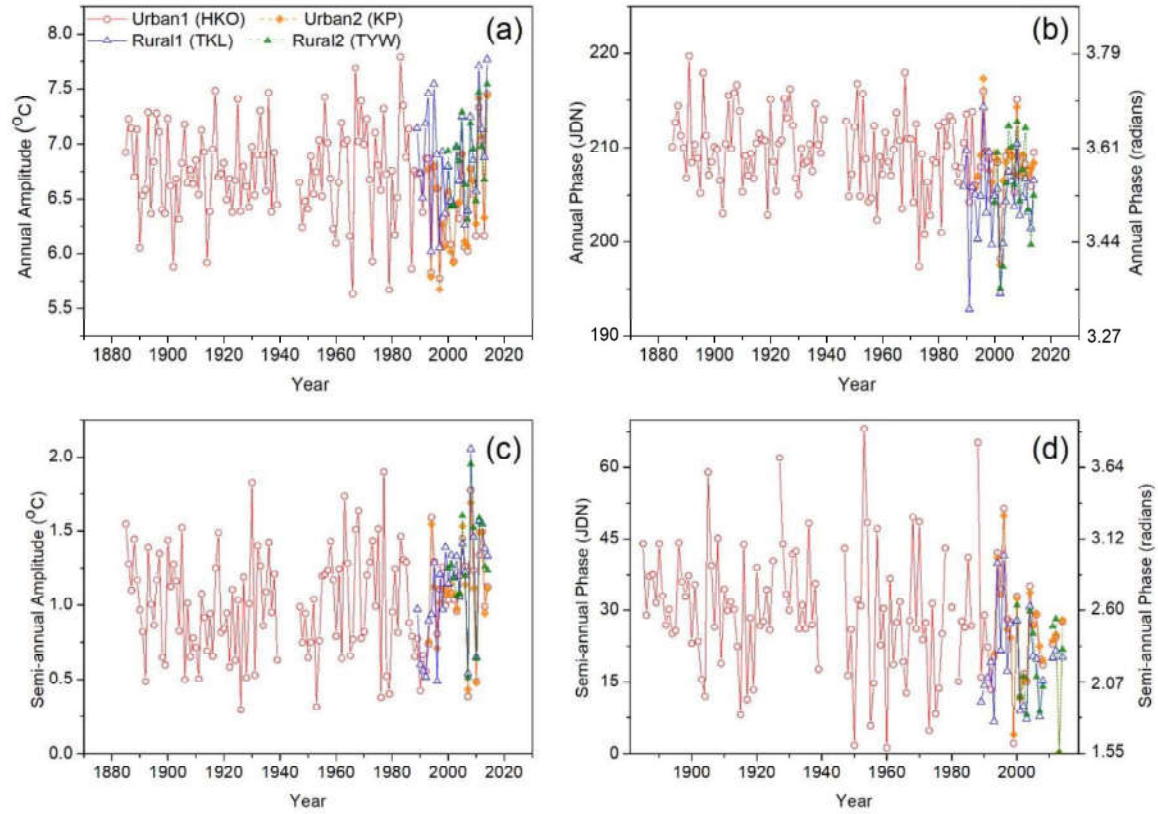 Urban1 (HKO) Urban2 (KP)
Rural1 (TKL) Rural2 (TYW)
(a)
Annual Amplitude (°C)
8.0
7.5
7.0
6.5
6.0
5.5
1880 1900 1920 1940 1960 1980 2000 2020
Year
(b)
Annual Phase (JDN)
220
210
200
190
3.79
3.61
3.44
3.27
Annual Phase (radians)
1880 1900 1920 1940 1960 1980 2000 2020
Year
(c)
Semi-annual Amplitude (°C)
2.0
1.5
1.0
0.5
0.0
1880 1900 1920 1940 1960 1980 2000 2020
Year
(d)
Semi-annual Phase (JDN)
60
45
30
15
0
3.64
3.12
2.60
2.07
1.55
Semi-annual Phase (radians)
1900 1920 1940 1960 1980 2000
Year